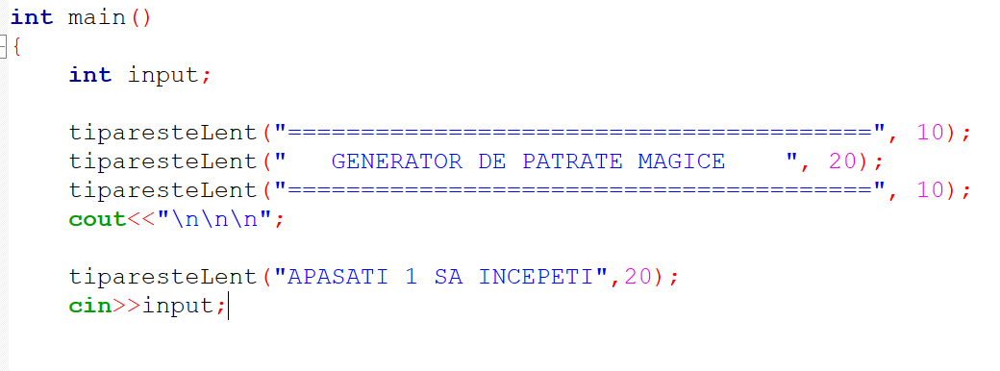 int main()
{
    int input;

    tiparesteLent("========================================", 10);
    tiparesteLent("   GENERATOR DE PATRATE MAGICE    ", 20);
    tiparesteLent("========================================", 10);
    cout<<"\n\n\n";

    tiparesteLent("APASATI 1 SA INCEPETI",20);
    cin>>input;